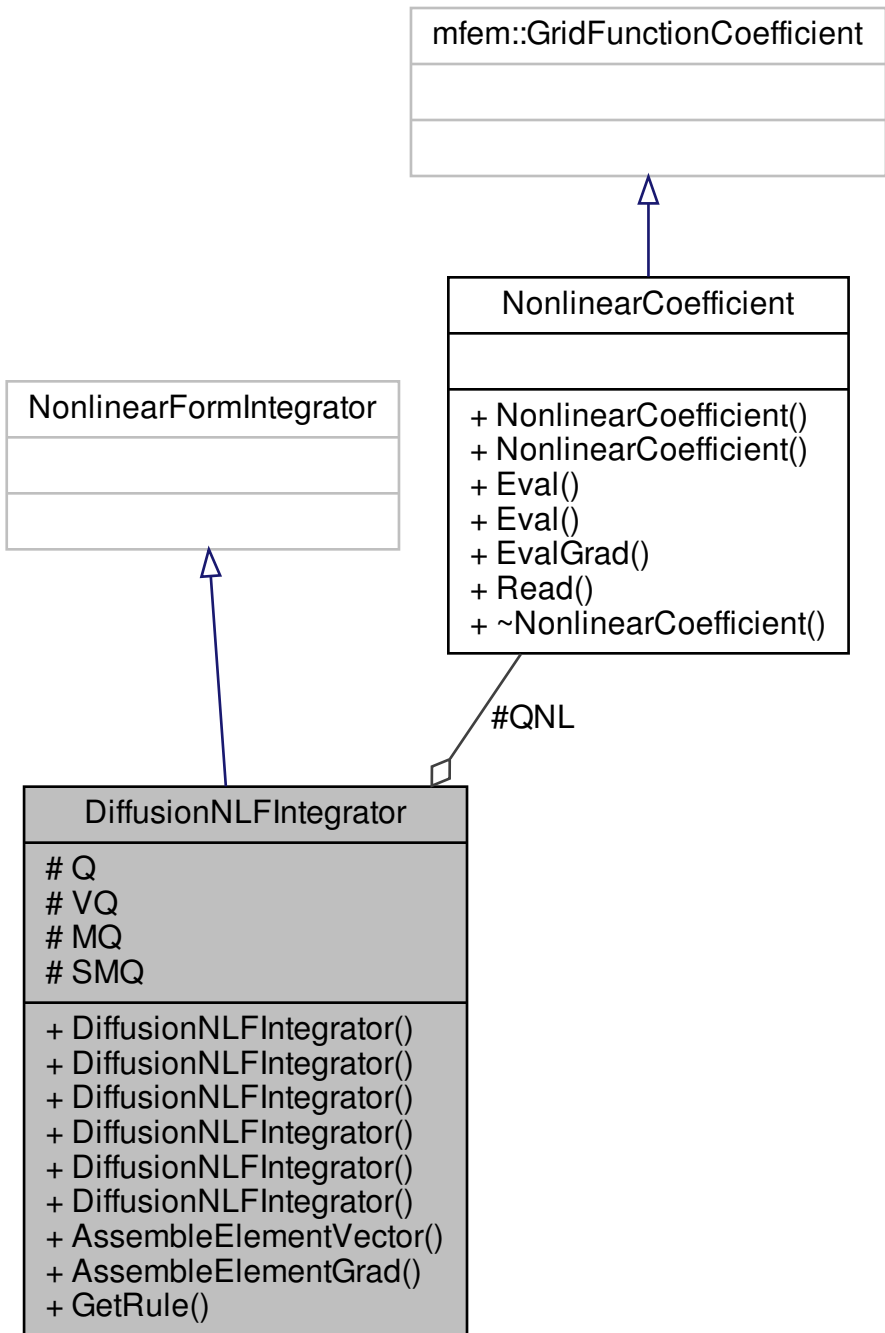 mfem::GridFunctionCoefficient
NonlinearCoefficient
+ NonlinearCoefficient()
+ NonlinearCoefficient()
+ Eval()
+ Eval()
+ EvalGrad()
+ Read()
+ ~NonlinearCoefficient()
NonlinearFormIntegrator
#QNL
DiffusionNLFIntegrator
# Q
# VQ
# MQ
# SMQ
+ DiffusionNLFIntegrator()
+ DiffusionNLFIntegrator()
+ DiffusionNLFIntegrator()
+ DiffusionNLFIntegrator()
+ DiffusionNLFIntegrator()
+ DiffusionNLFIntegrator()
+ AssembleElementVector()
+ AssembleElementGrad()
+ GetRule()